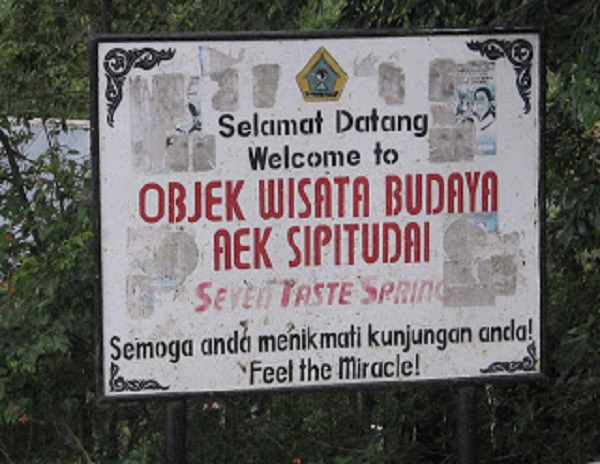 Selamat Datang
Welcome to
OBJEK WISATA BUDAYA
AEK SIPITUDAI
SEVEN TASTE SPRING
Semoga anda menikmati kunjungan anda!
Feel the Miracle!